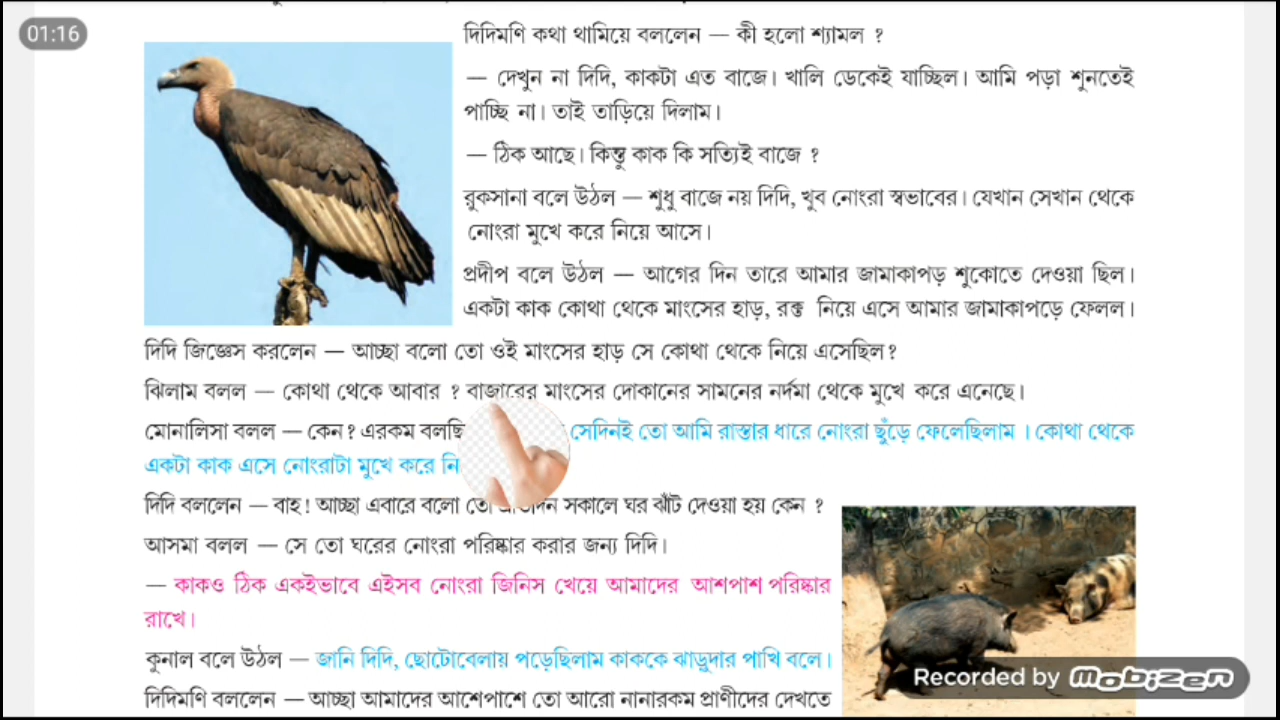 01:16
দিদিমণি কথা থামিয়ে বললেন — কী হলো শ্যামল ?
— দেখুন না দিদি, কাকটা এত বাজে। খালি ডেকেই যাচ্ছিল। আমি পড়া শুনতেই
পাচ্ছি না। তাই তাড়িয়ে দিলাম।
— ঠিক আছে। কিন্তু কাক কি সত্যিই বাজে ?
রুকসানা বলে উঠল — শুধু বাজে নয় দিদি, খুব নোংরা স্বভাবের। যেখান সেখান থেকে
নোংরা মুখে করে নিয়ে আসে।
প্রদীপ বলে উঠল — আগের দিন তারে আমার জামাকাপড় শুকোতে দেওয়া ছিল।
একটা কাক কোথা থেকে মাংসের হাড়, রক্ত নিয়ে এসে আমার জামাকাপড়ে ফেলল।
দিদি জিজ্ঞেস করলেন — আচ্ছা বলো তো ওই মাংসের হাড় সে কোথা থেকে নিয়ে এসেছিল?
ঝিলাম বলল — কোথা থেকে আবার ? বাজারের মাংসের দোকানের সামনের নর্দমা থেকে মুখে করে এনেছে।
মোনালিসা বলল — কেন? এরকম সেদিনই তো আমি রাস্তার ধারে নোংরা ছুঁড়ে ফেলেছিলাম । কোথা থেকে
একটা কাক এসে নোংরাটা মুখে করে
দিদি বললেন — বাহ! আচ্ছা এবারে বলো তো সকালে ঘর ঝাঁট দেওয়া হয় কেন ?
আসমা বলল — সে তো ঘরের নোংরা পরিষ্কার করার জন্য দিদি।
— কাকও ঠিক একইভাবে এইসব নোংরা জিনিস খেয়ে আমাদের আশপাশ পরিষ্কার
রাখে।
কুনাল বলে উঠল — জানি দিদি, ছোটোবেলায় পড়েছিলাম কাককে ঝাড়ুদার পাখি বলে।
দিদিমণি বললেন — আচ্ছা আমাদের আশেপাশে তো আরো নানারকম প্রাণীদের দেখতে
Recorded by mobizen